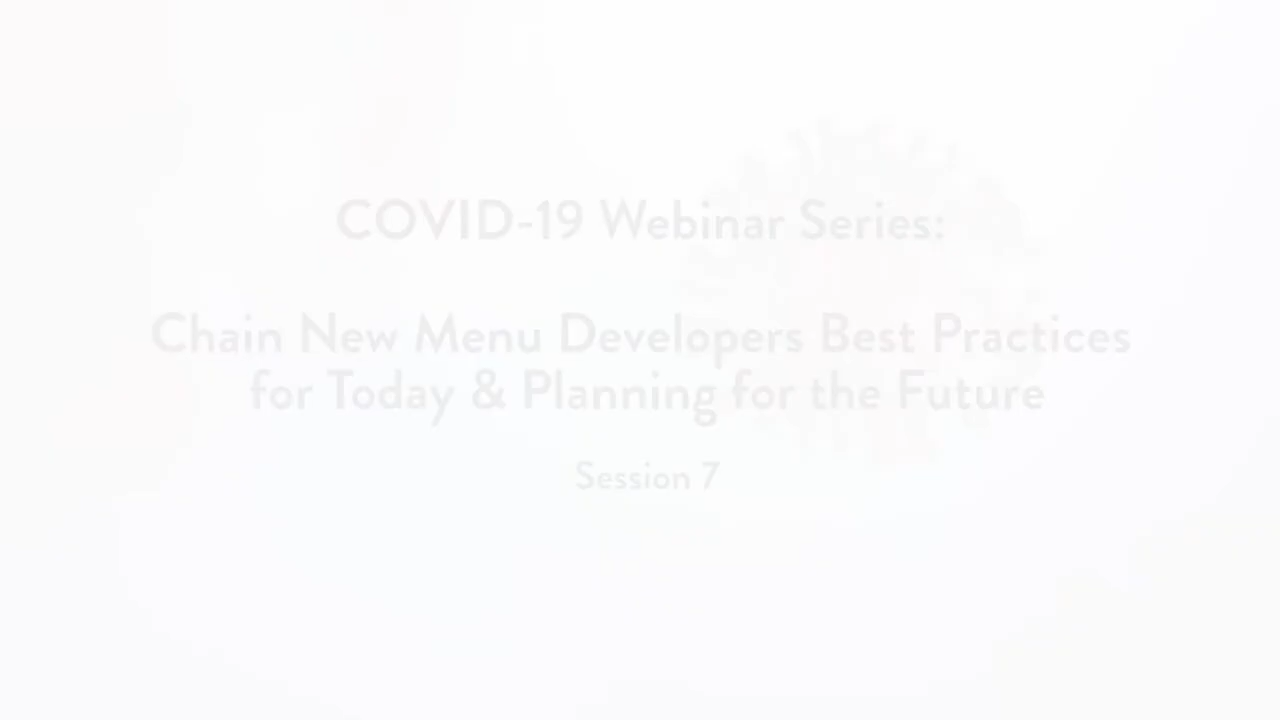 COVID-19 Webinar Series:
Chain New Menu Developers Best Practices
for Today & Planning for the Future
Session 7